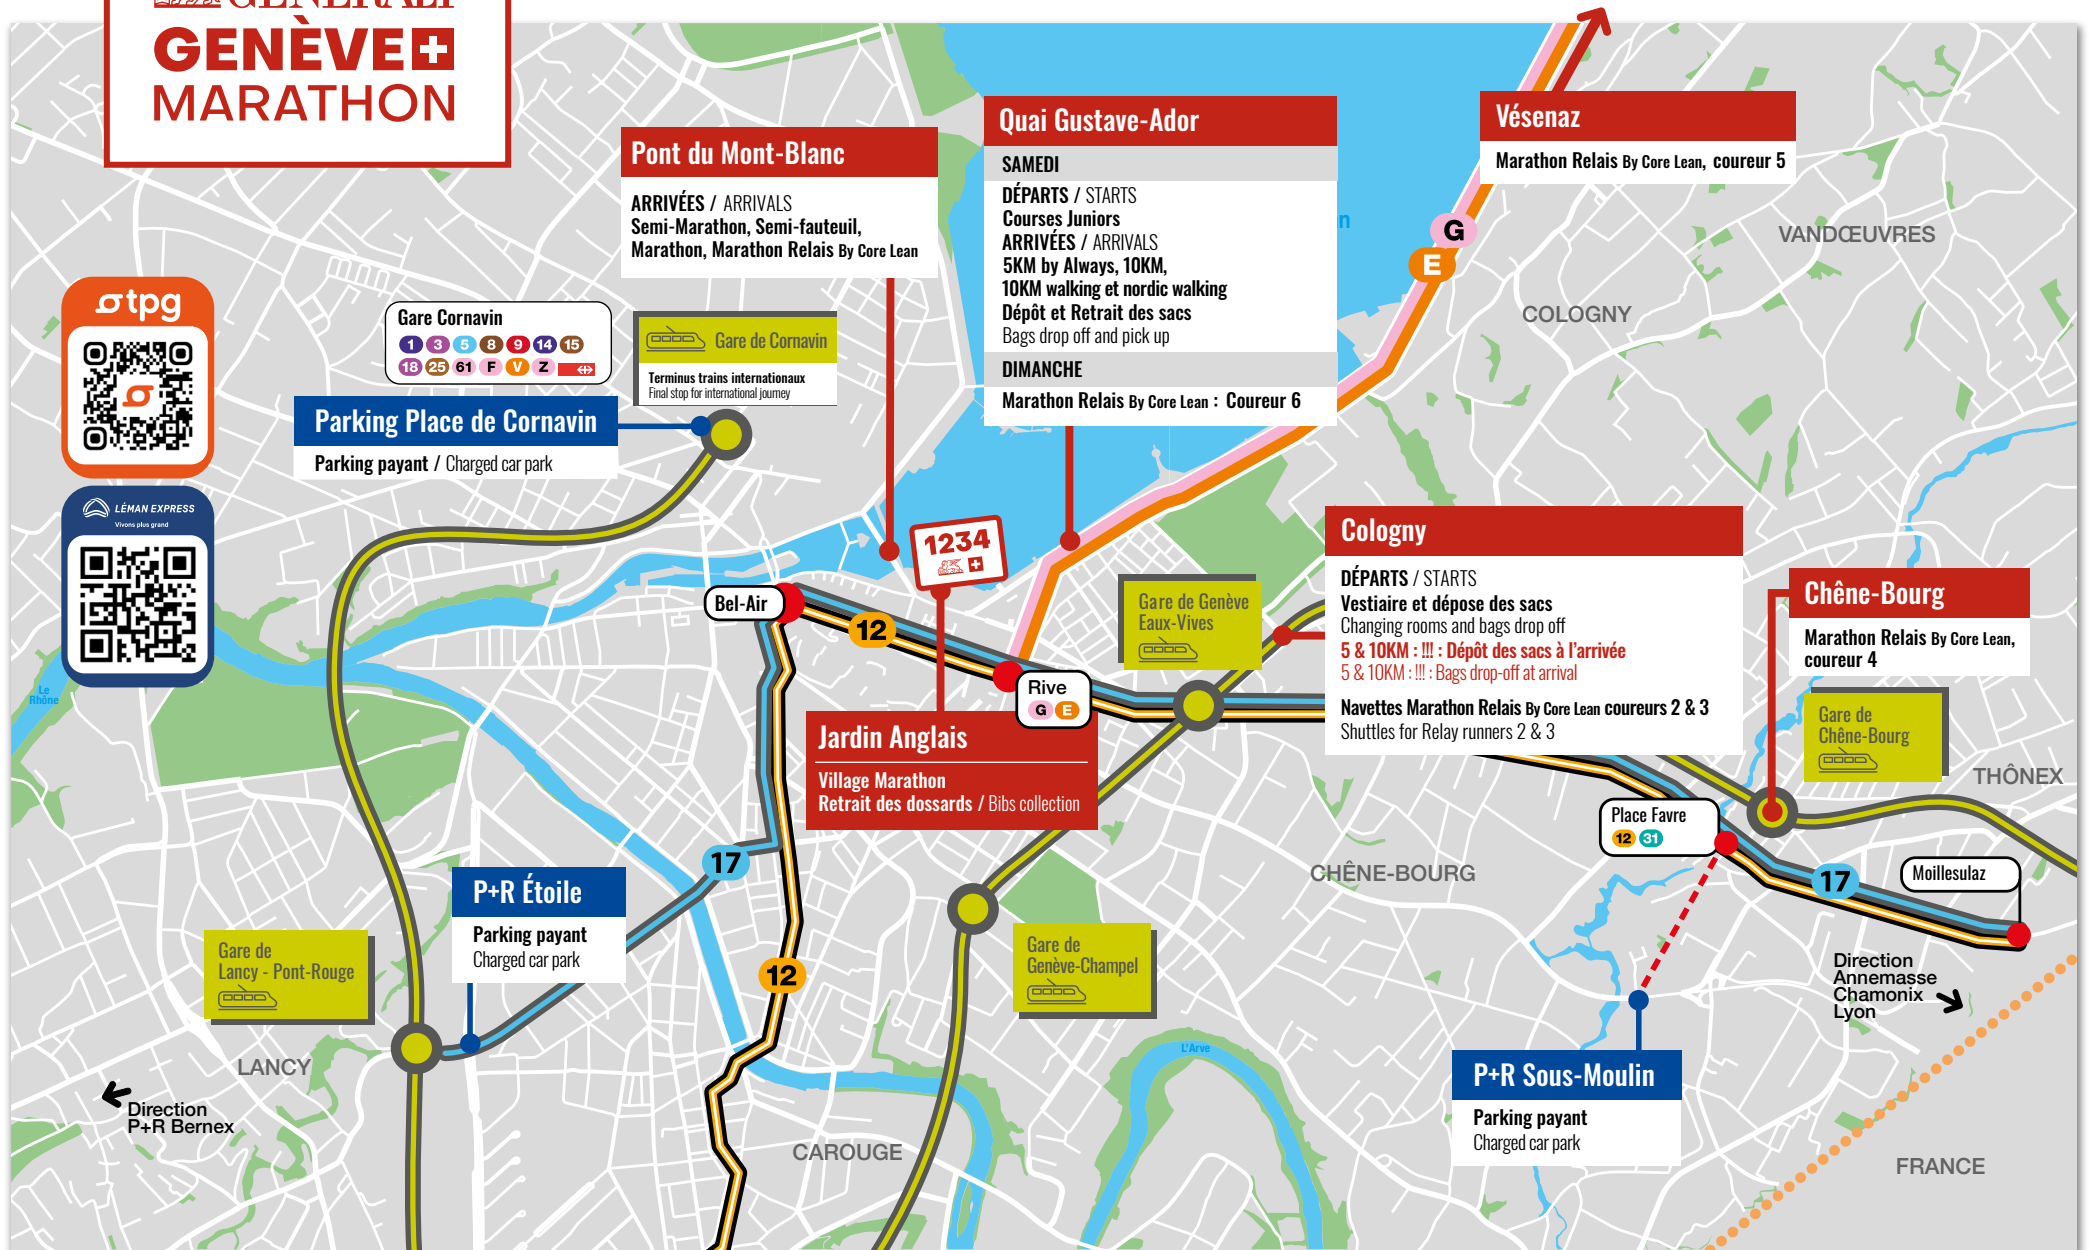 GENERALI
GENÈVE
MARATHON
Pont du Mont-Blanc
ARRIVÉES / ARRIVALS
Semi-Marathon, Semi-fauteuil,
Marathon, Marathon Relais By Core Lean
Quai Gustave-Ador
SAMEDI
DÉPARTS / STARTS
Courses Juniors
ARRIVÉES / ARRIVALS
5KM by Always, 10KM,
10KM walking et nordic walking
Dépôt et Retrait des sacs
Bags drop off and pick up
DIMANCHE
Marathon Relais By Core Lean : Coureur 6
Vésenaz
Marathon Relais By Core Lean, coureur 5
G
E
n
VANDŒUVRES
COLOGNY
tpg
LÉMAN EXPRESS
Vivons plus grand
Gare Cornavin
1 3 5 8 9 14 15
18 25 61 F V Z
Gare de Cornavin
Terminus trains internationaux
Final stop for international journey
Parking Place de Cornavin
Parking payant / Charged car park
1234
Bel-Air
12
Rive
G E
Jardin Anglais
Village Marathon
Retrait des dossards / Bibs collection
Gare de Genève
Eaux-Vives
Cologny
DÉPARTS / STARTS
Vestiaire et dépose des sacs
Changing rooms and bags drop off
5 & 10KM : !!! : Dépôt des sacs à l'arrivée
5 & 10KM : !!! : Bags drop-off at arrival
Navettes Marathon Relais By Core Lean coureurs 2 & 3
Shuttles for Relay runners 2 & 3
Chêne-Bourg
Marathon Relais By Core Lean,
coureur 4
Gare de
Chêne-Bourg
THÔNEX
Place Favre
12 31
17
Moillesulaz
CHÊNE-BOURG
Le
Rhône
17
P+R Étoile
Parking payant
Charged car park
12
Gare de
Lancy - Pont-Rouge
Gare de
Genève-Champel
LANCY
Direction
P+R Bernex
CAROUGE
L'Arve
P+R Sous-Moulin
Parking payant
Charged car park
Direction
Annemasse
Chamonix
Lyon
FRANCE